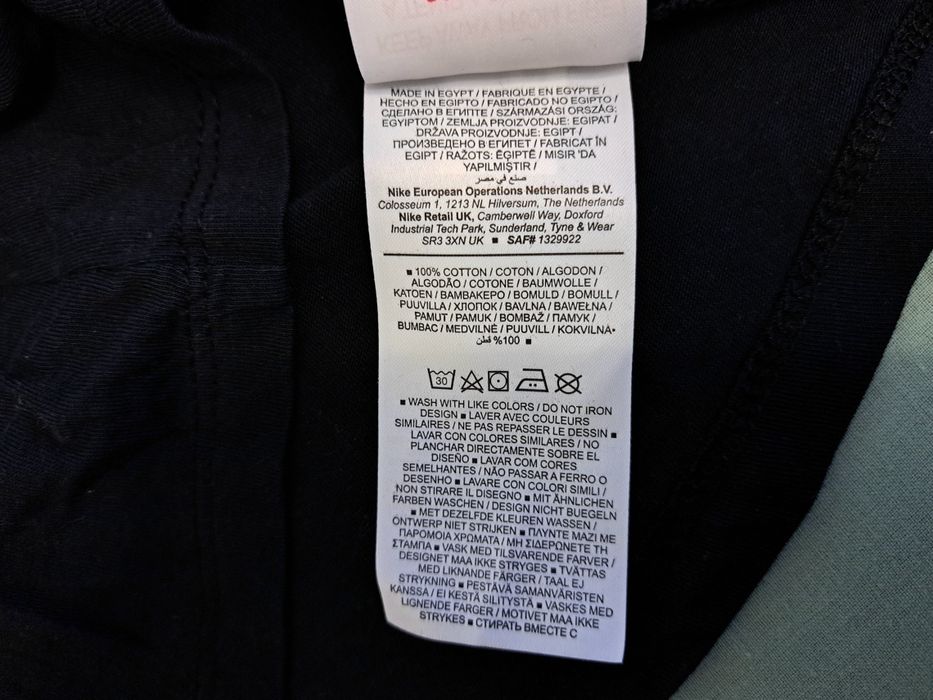 MADE IN EGYPT / FABRIQUE EN EGYPTE /
HECHO EN EGIPTO / FABRICADO NO EGIPTO /
СДЕЛАНО В ЕГИПТЕ / SZÁRMAZÁSI ORSZÁG:
EGYIPTOM / ZEMLJA PROIZVODNJE: EGIPAT /
DRŽAVA PROIZVODNJE: EGIPT /
ПРОИЗВЕДЕНО В ЕГИПЕТ / FABRICAT ÎN
EGIPT / RAŽOTS: ĒĢIPTĒ / MISIR 'DA
YAPILMIŞTIR /
صنع في مصر
Nike European Operations Netherlands B.V.
Colosseum 1, 1213 NL Hilversum, The Netherlands
Nike Retail UK, Camberwell Way, Doxford
Industrial Tech Park, Sunderland, Tyne & Wear
SR3 3XN UK ■ SAF# 1329922
■ 100% COTTON / COTON / ALGODON /
ALGODÃO / COTONE / BAUMWOLLE /
KATOEN / ΒΑΜΒΑΚΕΡΟ / BOMULD / BOMULL /
PUUVILLA / ХЛОПОК / BAVLNA / BAWEŁNA /
PAMUT / PAMUK / BOMBAŽ / ПАМУК /
BUMBAC / MEDVILNĖ / PUUVILL / KOKVILNA
%100 قطن ■
30
■ WASH WITH LIKE COLORS / DO NOT IRON
DESIGN ■ LAVER AVEC COULEURS
SIMILAIRES / NE PAS REPASSER LE DESSIN ■
LAVAR CON COLORES SIMILARES / NO
PLANCHAR DIRECTAMENTE SOBRE EL
DISEÑO ■ LAVAR COM CORES
SEMELHANTES / NÃO PASSAR A FERRO O
DESENHO ■ LAVARE CON COLORI SIMILI /
NON STIRARE IL DISEGNO ■ MIT ÄHNLICHEN
FARBEN WASCHEN / DESIGN NICHT BUEGELN
■ MET DEZELFDE KLEUREN WASSEN /
ONTWERP NIET STRIJKEN ■ ΠΛΥΝΤΕ ΜΑΖΙ ΜΕ
ΠΑΡΟΜΟΙΑ ΧΡΩΜΑΤΑ / ΜΗ ΣΙΔΕΡΩΝΕΤΕ ΤΗ
ΣΤΑΜΠΑ ■ VASK MED TILSVARENDE FARVER /
DESIGNET MAA IKKE STRYGES ■ TVÄTTAS
MED LIKNANDE FÄRGER / TAAL EJ
STRYKNING ■ PESTÄVÄ SAMANVÄRISTEN
KANSSA / EI KESTÄ SILITYSTÄ ■ VASKES MED
LIGNENDE FARGER / MOTIVET MAA IKKE
STRYKES ■ СТИРАТЬ ВМЕСТЕ С